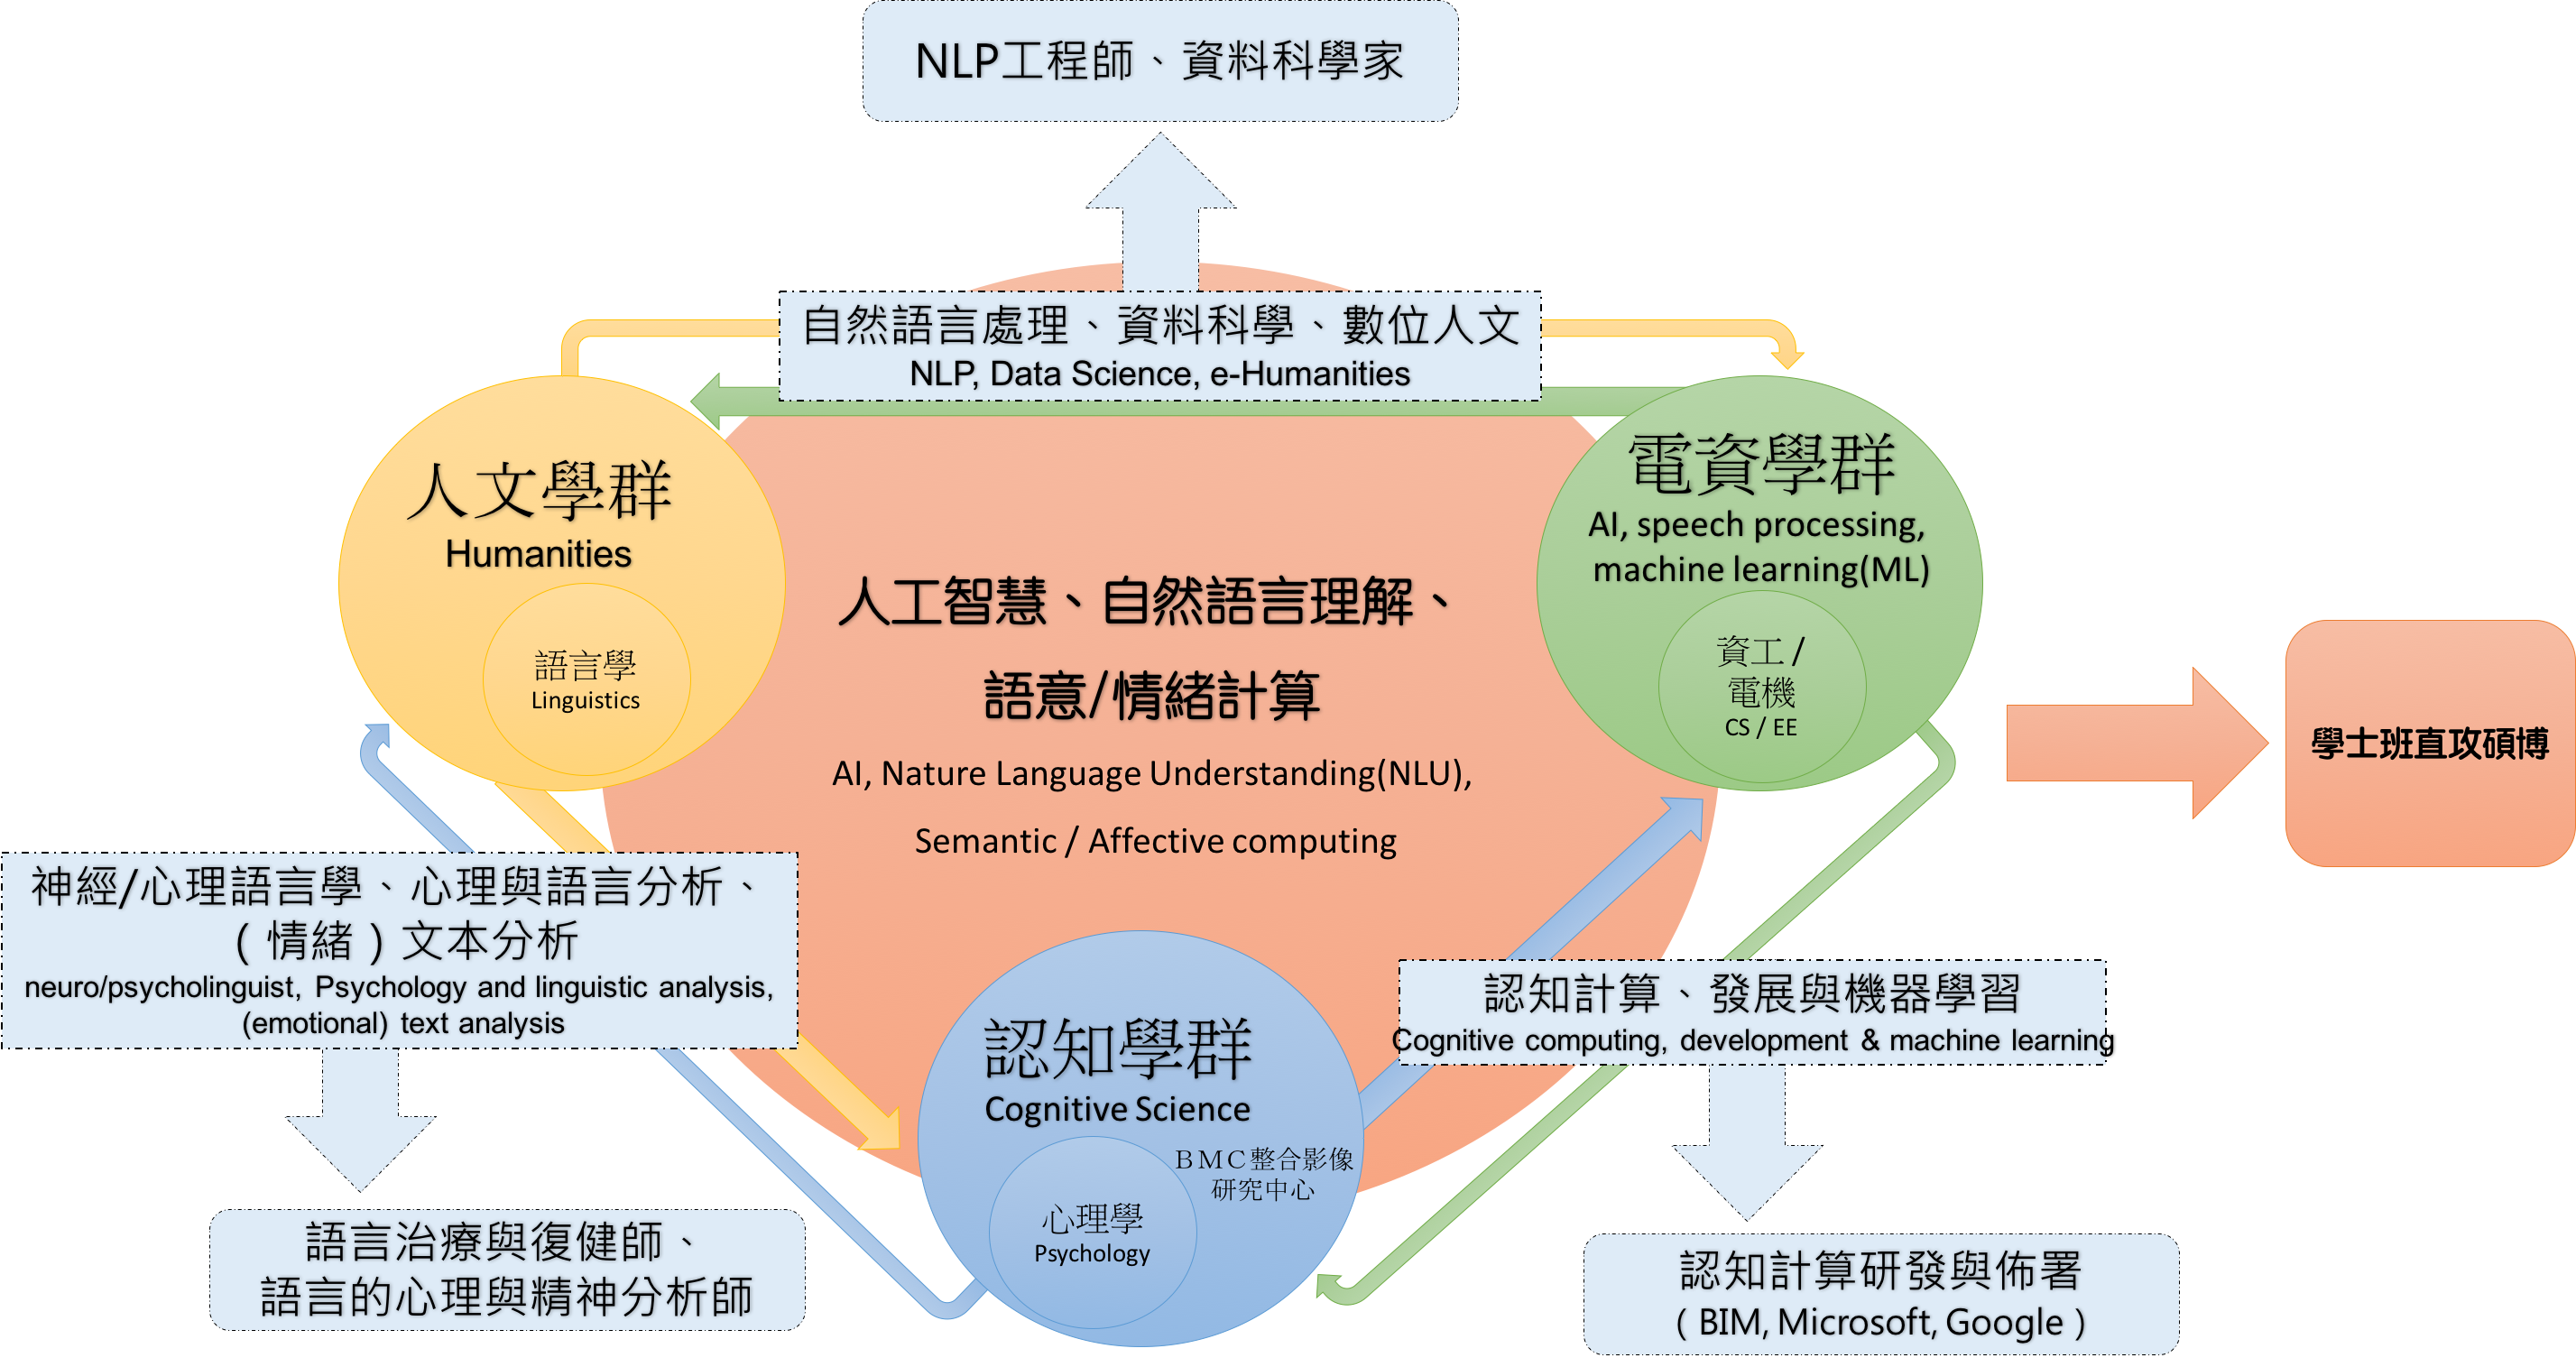 NLP工程師、資料科學家
自然語言處理、資料科學、數位人文
NLP, Data Science, e-Humanities
人文學群
Humanities
語言學
Linguistics
電資學群
AI, speech processing,
machine learning(ML)
資工 /
電機
CS / EE
人工智慧、自然語言理解、
語意/情緒計算
AI, Nature Language Understanding(NLU),
Semantic / Affective computing
學士班直攻碩博
神經/心理語言學、心理與語言分析、
（情緒）文本分析
neuro/psycholinguist, Psychology and linguistic analysis,
(emotional) text analysis
認知學群
Cognitive Science
BMC整合影像
研究中心
心理學
Psychology
認知計算、發展與機器學習
Cognitive computing, development & machine learning
語言治療與復健師、
語言的心理與精神分析師
認知計算研發與佈署
（BIM, Microsoft, Google）